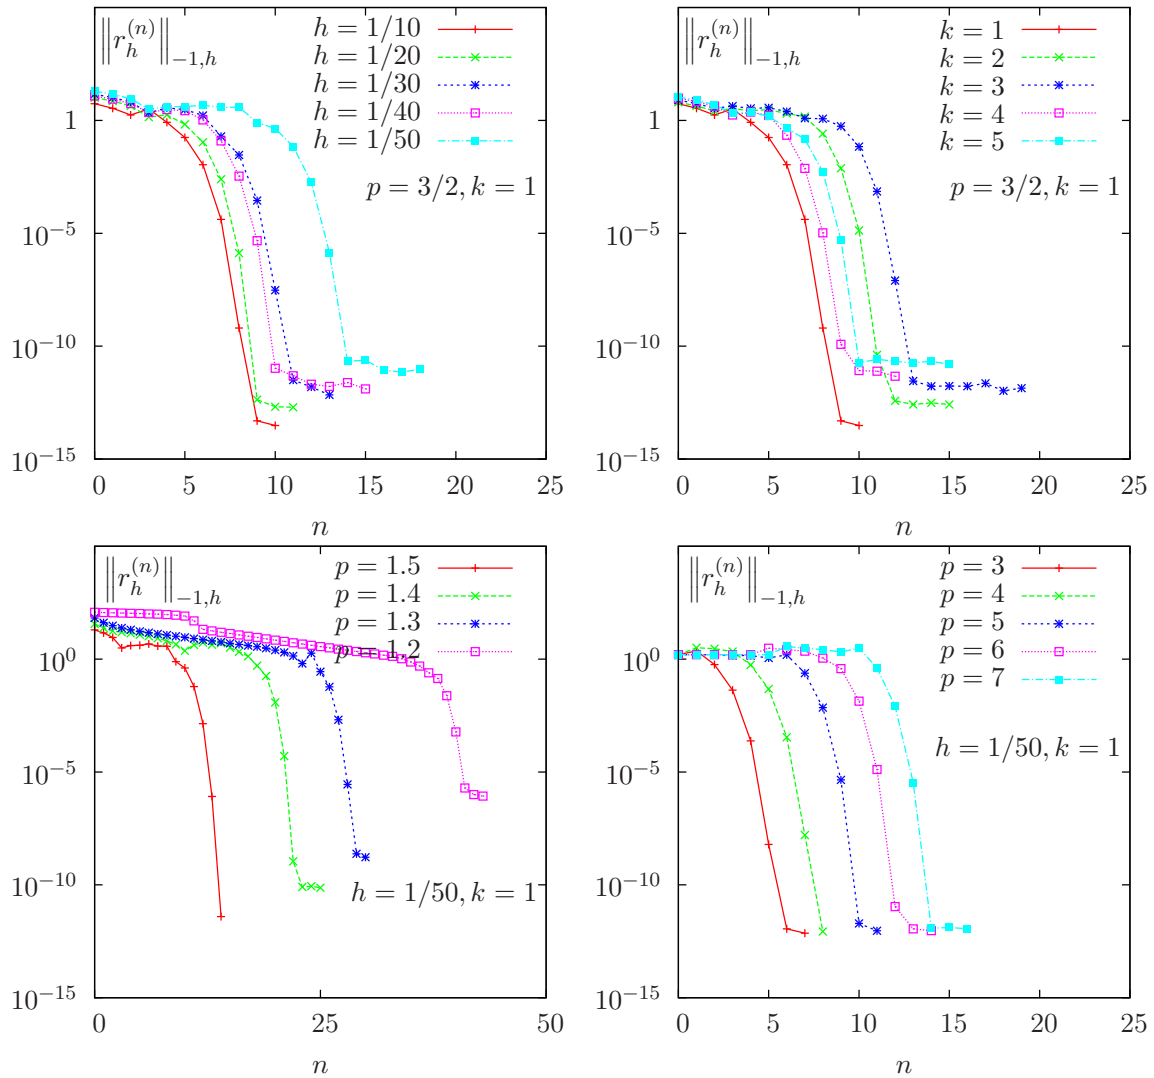 ‖r_h^{(n)}‖_{-1,h}
h = 1/10
h = 1/20
h = 1/30
h = 1/40
h = 1/50
p = 3/2, k = 1
1
10^{-5}
10^{-10}
10^{-15}
0 5 10 15 20 25
n
‖r_h^{(n)}‖_{-1,h}
k = 1
k = 2
k = 3
k = 4
k = 5
p = 3/2, k = 1
1
10^{-5}
10^{-10}
10^{-15}
0 5 10 15 20 25
n
‖r_h^{(n)}‖_{-1,h}
p = 1.5
p = 1.4
p = 1.3
p = 1.2
h = 1/50, k = 1
10^{0}
10^{-5}
10^{-10}
10^{-15}
0 25 50
n
‖r_h^{(n)}‖_{-1,h}
p = 3
p = 4
p = 5
p = 6
p = 7
h = 1/50, k = 1
10^{0}
10^{-5}
10^{-10}
10^{-15}
0 5 10 15 20 25
n